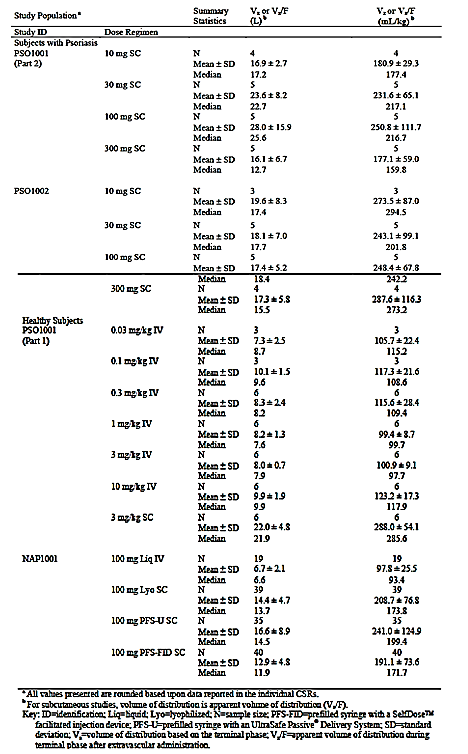 Study Population a Summary Statistics Vz or Vz/F (L) b Vz or Vz/F (mL/kg) b
Study ID Dose Regimen
Subjects with Psoriasis
PSO1001 10 mg SC N 4 4
(Part 2) Mean ± SD 16.9 ± 2.7 180.9 ± 29.3
Median 17.2 177.4
30 mg SC N 5 5
Mean ± SD 23.6 ± 8.2 231.6 ± 65.1
Median 22.7 217.1
100 mg SC N 5 5
Mean ± SD 28.0 ± 15.9 250.8 ± 111.7
Median 25.6 216.7
300 mg SC N 5 5
Mean ± SD 16.1 ± 6.7 177.1 ± 59.0
Median 12.7 159.8
PSO1002 10 mg SC N 3 3
Mean ± SD 19.6 ± 8.3 273.5 ± 87.0
Median 17.4 294.5
30 mg SC N 5 5
Mean ± SD 18.1 ± 7.0 243.1 ± 99.1
Median 17.7 201.8
100 mg SC N 5 5
Mean ± SD 17.4 ± 5.2 248.4 ± 67.8
Median 18.4 242.2
300 mg SC N 4 4
Mean ± SD 17.3 ± 5.8 287.6 ± 116.3
Median 15.5 273.2
Healthy Subjects
PSO1001 0.03 mg/kg IV N 3 3
(Part 1) Mean ± SD 7.3 ± 2.5 105.7 ± 22.4
Median 8.7 115.2
0.1 mg/kg IV N 3 3
Mean ± SD 10.1 ± 1.5 117.3 ± 21.6
Median 9.6 108.6
0.3 mg/kg IV N 6 6
Mean ± SD 8.3 ± 2.4 115.6 ± 28.4
Median 8.2 109.4
1 mg/kg IV N 6 6
Mean ± SD 8.2 ± 1.3 99.4 ± 8.7
Median 7.6 99.7
3 mg/kg IV N 6 6
Mean ± SD 8.0 ± 0.7 100.9 ± 9.1
Median 7.9 97.7
10 mg/kg IV N 6 6
Mean ± SD 9.9 ± 1.9 123.2 ± 17.3
Median 9.9 117.9
3 mg/kg SC N 6 6
Mean ± SD 22.0 ± 4.8 288.0 ± 54.1
Median 21.9 285.6
NAP1001 100 mg Liq IV N 19 19
Mean ± SD 6.7 ± 2.1 97.8 ± 25.5
Median 6.6 93.4
100 mg Lyo SC N 39 39
Mean ± SD 14.4 ± 4.7 208.7 ± 76.8
Median 13.7 173.8
100 mg PFS-U SC N 35 35
Mean ± SD 16.6 ± 8.9 241.0 ± 124.9
Median 14.5 199.4
100 mg PFS-FID SC N 40 40
Mean ± SD 12.9 ± 4.8 191.1 ± 73.6
Median 11.9 171.7
a All values presented are rounded based upon data reported in the individual CSRs.
b For subcutaneous studies, volume of distribution is apparent volume of distribution (Vz/F).
Key: ID=identification; Liq=liquid; Lyo=lyophilized; N=sample size; PFS-FID=prefilled syringe with a SelfDose™
facilitated injection device; PFS-U=prefilled syringe with an UltraSafe Passive® Delivery System; SD=standard
deviation; Vz=volume of distribution based on the terminal phase; Vz/F=apparent volume of distribution during
terminal phase after extravascular administration.